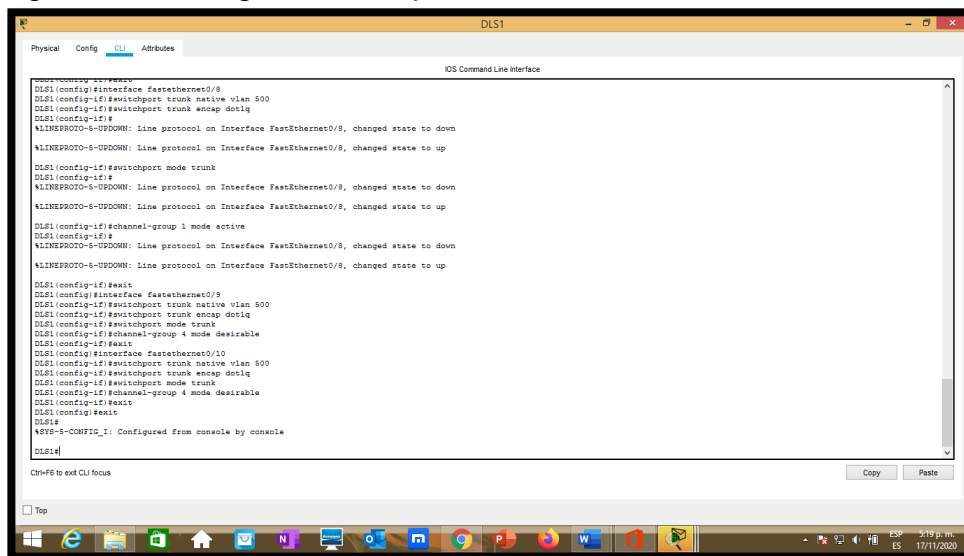 DLS1
Physical Config CLI Attributes
IOS Command Line Interface
DLS1(config-if)#exit
DLS1(config)#interface fastethernet0/8
DLS1(config-if)#switchport trunk native vlan 500
DLS1(config-if)#switchport trunk encap dot1q
DLS1(config-if)#
%LINEPROTO-5-UPDOWN: Line protocol on Interface FastEthernet0/8, changed state to down
%LINEPROTO-5-UPDOWN: Line protocol on Interface FastEthernet0/8, changed state to up
DLS1(config-if)#switchport mode trunk
DLS1(config-if)#
%LINEPROTO-5-UPDOWN: Line protocol on Interface FastEthernet0/8, changed state to down
%LINEPROTO-5-UPDOWN: Line protocol on Interface FastEthernet0/8, changed state to up
DLS1(config-if)#channel-group 1 mode active
DLS1(config-if)#
%LINEPROTO-5-UPDOWN: Line protocol on Interface FastEthernet0/8, changed state to down
%LINEPROTO-5-UPDOWN: Line protocol on Interface FastEthernet0/8, changed state to up
DLS1(config-if)#exit
DLS1(config)#interface fastethernet0/9
DLS1(config-if)#switchport trunk native vlan 500
DLS1(config-if)#switchport trunk encap dot1q
DLS1(config-if)#switchport mode trunk
DLS1(config-if)#channel-group 4 mode desirable
DLS1(config-if)#exit
DLS1(config)#interface fastethernet0/10
DLS1(config-if)#switchport trunk native vlan 500
DLS1(config-if)#switchport trunk encap dot1q
DLS1(config-if)#switchport mode trunk
DLS1(config-if)#channel-group 4 mode desirable
DLS1(config-if)#exit
DLS1(config)#exit
DLS1#
%SYS-5-CONFIG_I: Configured from console by console
DLS1#
Ctrl+F6 to exit CLI focus
Copy Paste
Top
ESP 5:19 p. m.
ES 17/11/2020